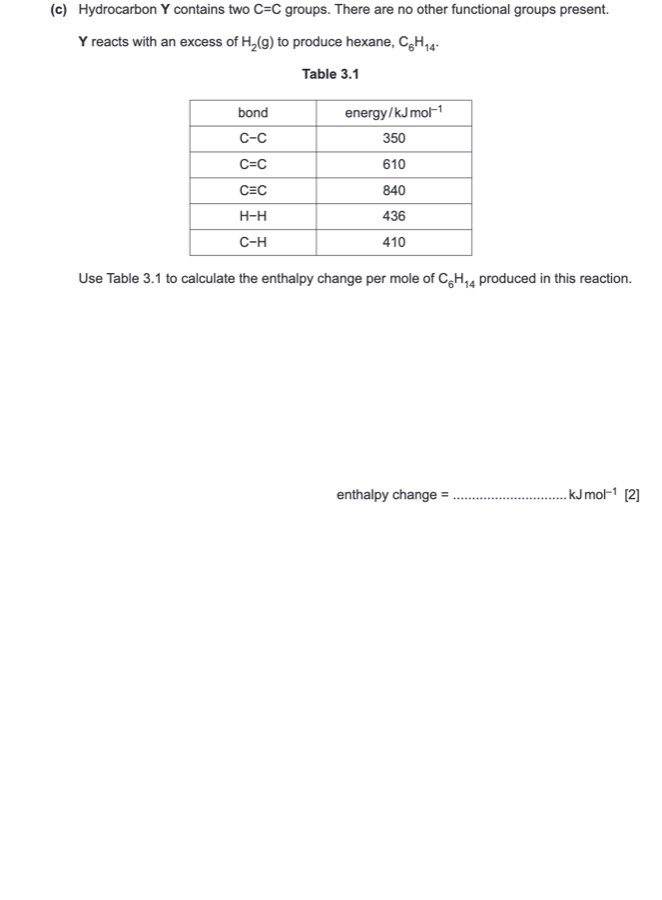 (c) Hydrocarbon Y contains two C=C groups. There are no other functional groups present.
Y reacts with an excess of H₂(g) to produce hexane, C₆H₁₄.
Table 3.1
bond energy/kJ mol⁻¹
C–C 350
C=C 610
C≡C 840
H–H 436
C–H 410
Use Table 3.1 to calculate the enthalpy change per mole of C₆H₁₄ produced in this reaction.
enthalpy change = ............................. kJ mol⁻¹ [2]